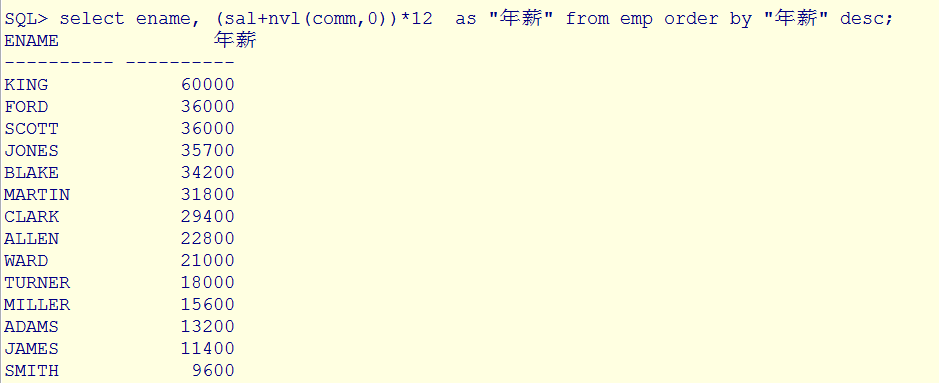 SQL> select ename, (sal+nvl(comm,0))*12  as "年薪" from emp order by "年薪" desc;
ENAME              年薪
---------- ----------
KING            60000
FORD            36000
SCOTT           36000
JONES           35700
BLAKE           34200
MARTIN          31800
CLARK           29400
ALLEN           22800
WARD            21000
TURNER          18000
MILLER          15600
ADAMS           13200
JAMES           11400
SMITH            9600